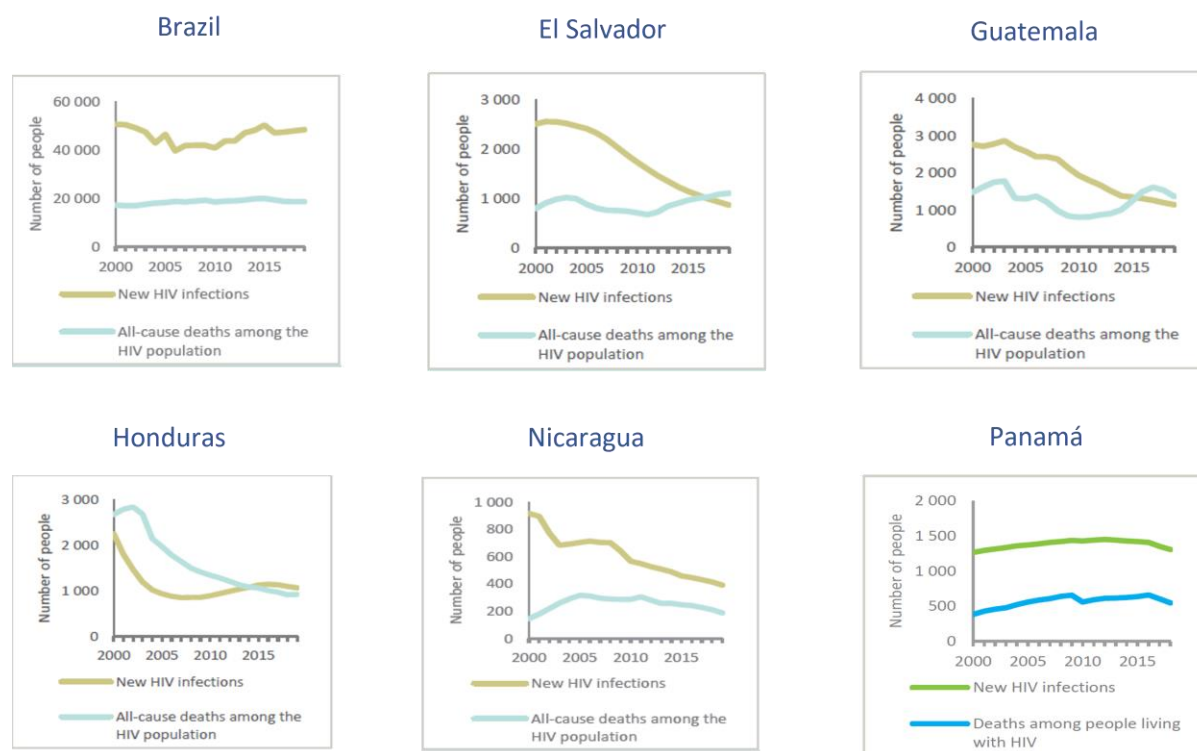 Brazil
Number of people
60 000
40 000
20 000
0
2000 2005 2010 2015
New HIV infections
All-cause deaths among the
HIV population
El Salvador
Number of people
3 000
2 000
1 000
0
2000 2005 2010 2015
New HIV infections
All-cause deaths among the
HIV population
Guatemala
Number of people
4 000
3 000
2 000
1 000
0
2000 2005 2010 2015
New HIV infections
All-cause deaths among the
HIV population
Honduras
Number of people
3 000
2 000
1 000
0
2000 2005 2010 2015
New HIV infections
All-cause deaths among the
HIV population
Nicaragua
Number of people
1 000
800
600
400
200
0
2000 2005 2010 2015
New HIV infections
All-cause deaths among the
HIV population
Panamá
Number of people
2 000
1 500
1 000
500
0
2000 2005 2010 2015
New HIV infections
Deaths among people living
with HIV